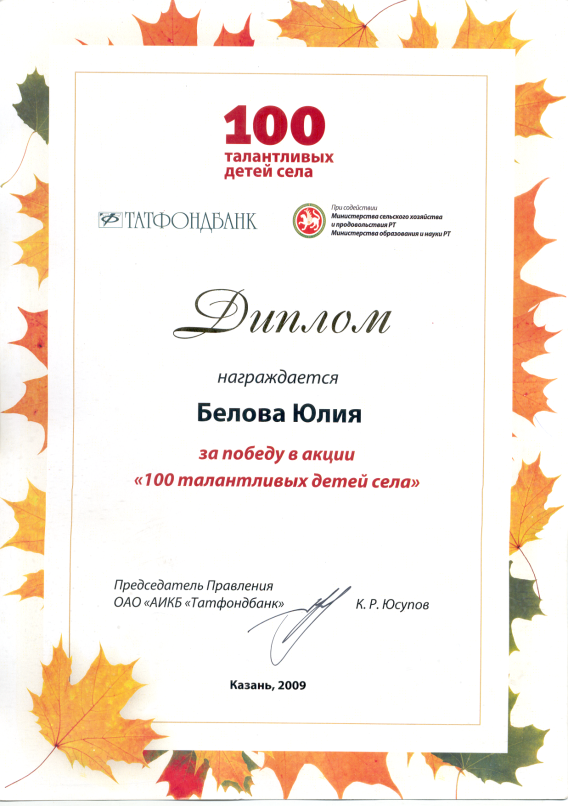 100
талантливых
детей села
ТАТФОНДБАНК
При содействии
Министерства сельского хозяйства
и продовольствия РТ
Министерства образования и науки РТ
Диплом
награждается
Белова Юлия
за победу в акции
«100 талантливых детей села»
Председатель Правления
ОАО «АИКБ «Татфондбанк»
К. Р. Юсупов
Казань, 2009